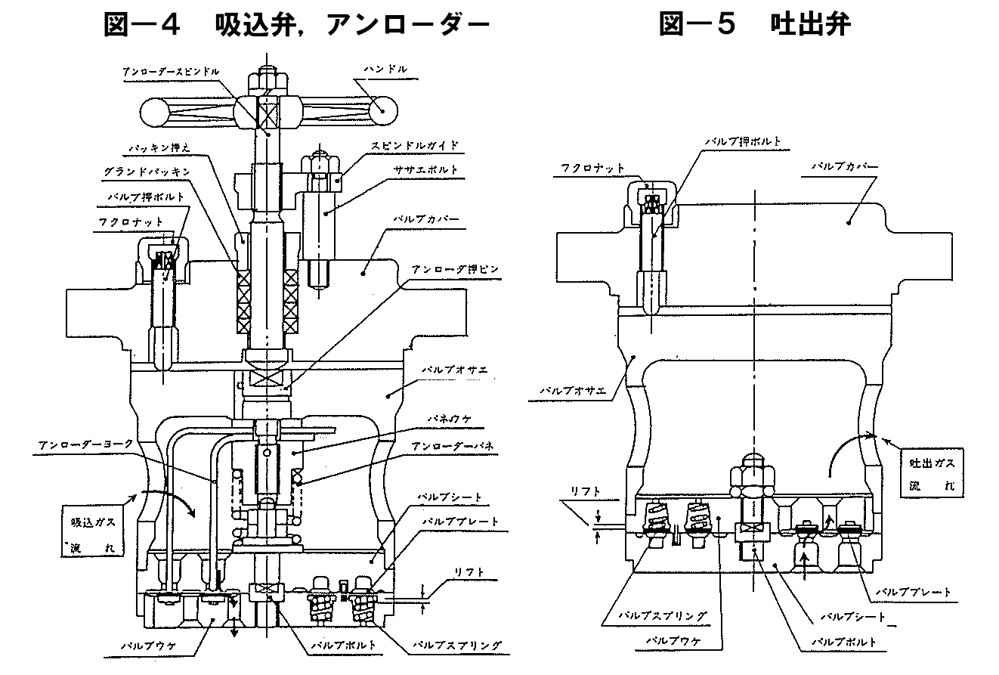 図—4 吸込弁，アンローダー
アンローダースピンドル
ハンドル
パッキン押え
グランドパッキン
バルブ押ボルト
フクロナット
スピンドルガイド
ササエボルト
バルブカバー
アンローダ押ピン
バルブオサエ
バネウケ
アンローダーバネ
アンローダーヨーク
吸込ガス
流れ
バルブシート
バルブプレート
リフト
バルブウケ
バルブボルト
バルブスプリング
図—5 吐出弁
バルブ押ボルト
フクロナット
バルブカバー
バルブオサエ
吐出ガス
流れ
リフト
バルブプレート
バルブスプリング
バルブシート
バルブウケ
バルブボルト